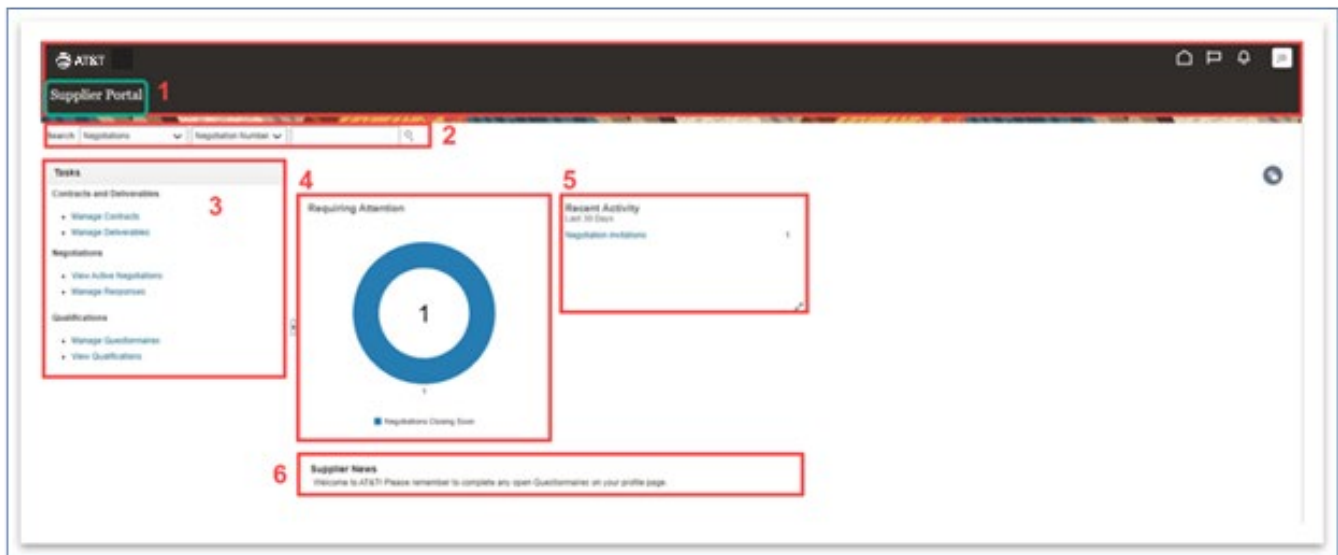 AT&T
Supplier Portal 1
Search Negotiations Negotiation Number 2
Tasks
Contracts and Deliverables
3
Manage Contracts
Manage Deliverables
Negotiations
View Active Negotiations
Manage Responses
Qualifications
Manage Questionnaires
View Qualifications
4
Requiring Attention
1
1
Negotiations Closing Soon
5
Recent Activity
Last 30 Days
Negotiation Invitations 1
6
Supplier News
Welcome to AT&T! Please remember to complete any open Questionnaires on your profile page.